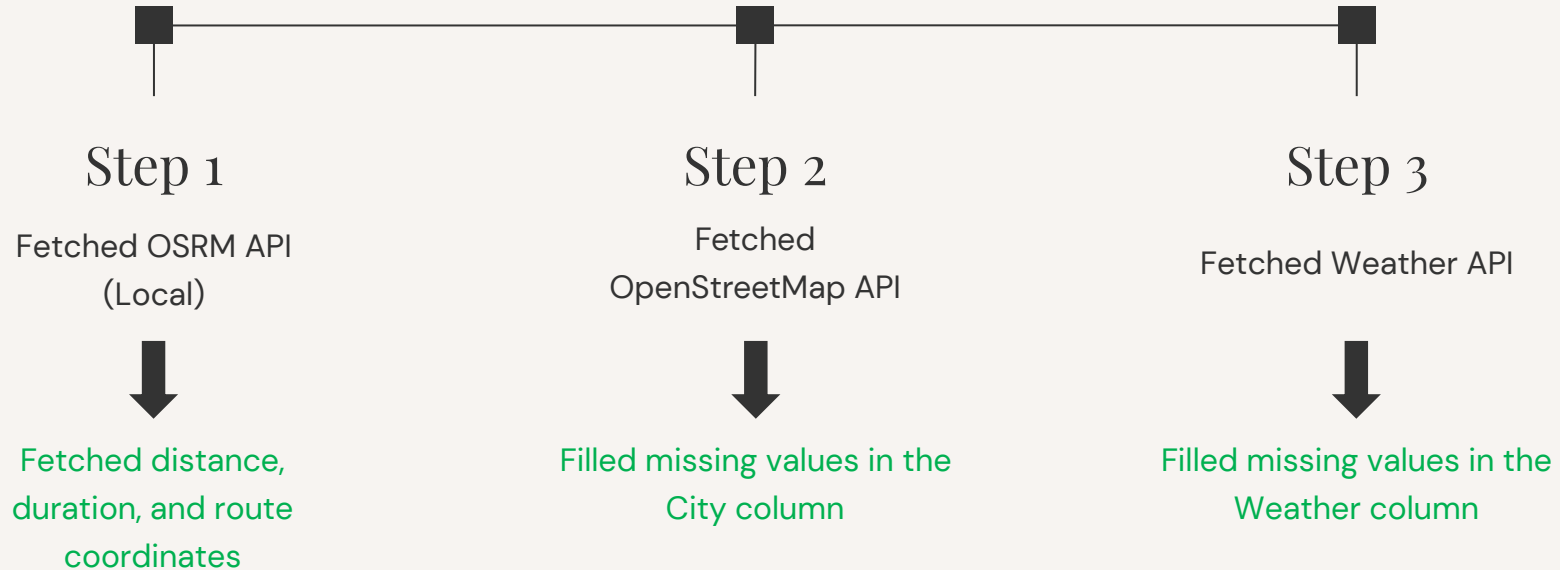 Step 1
Fetched OSRM API
(Local)
Fetched distance,
duration, and route
coordinates
Step 2
Fetched
OpenStreetMap API
Filled missing values in the
City column
Step 3
Fetched Weather API
Filled missing values in the
Weather column